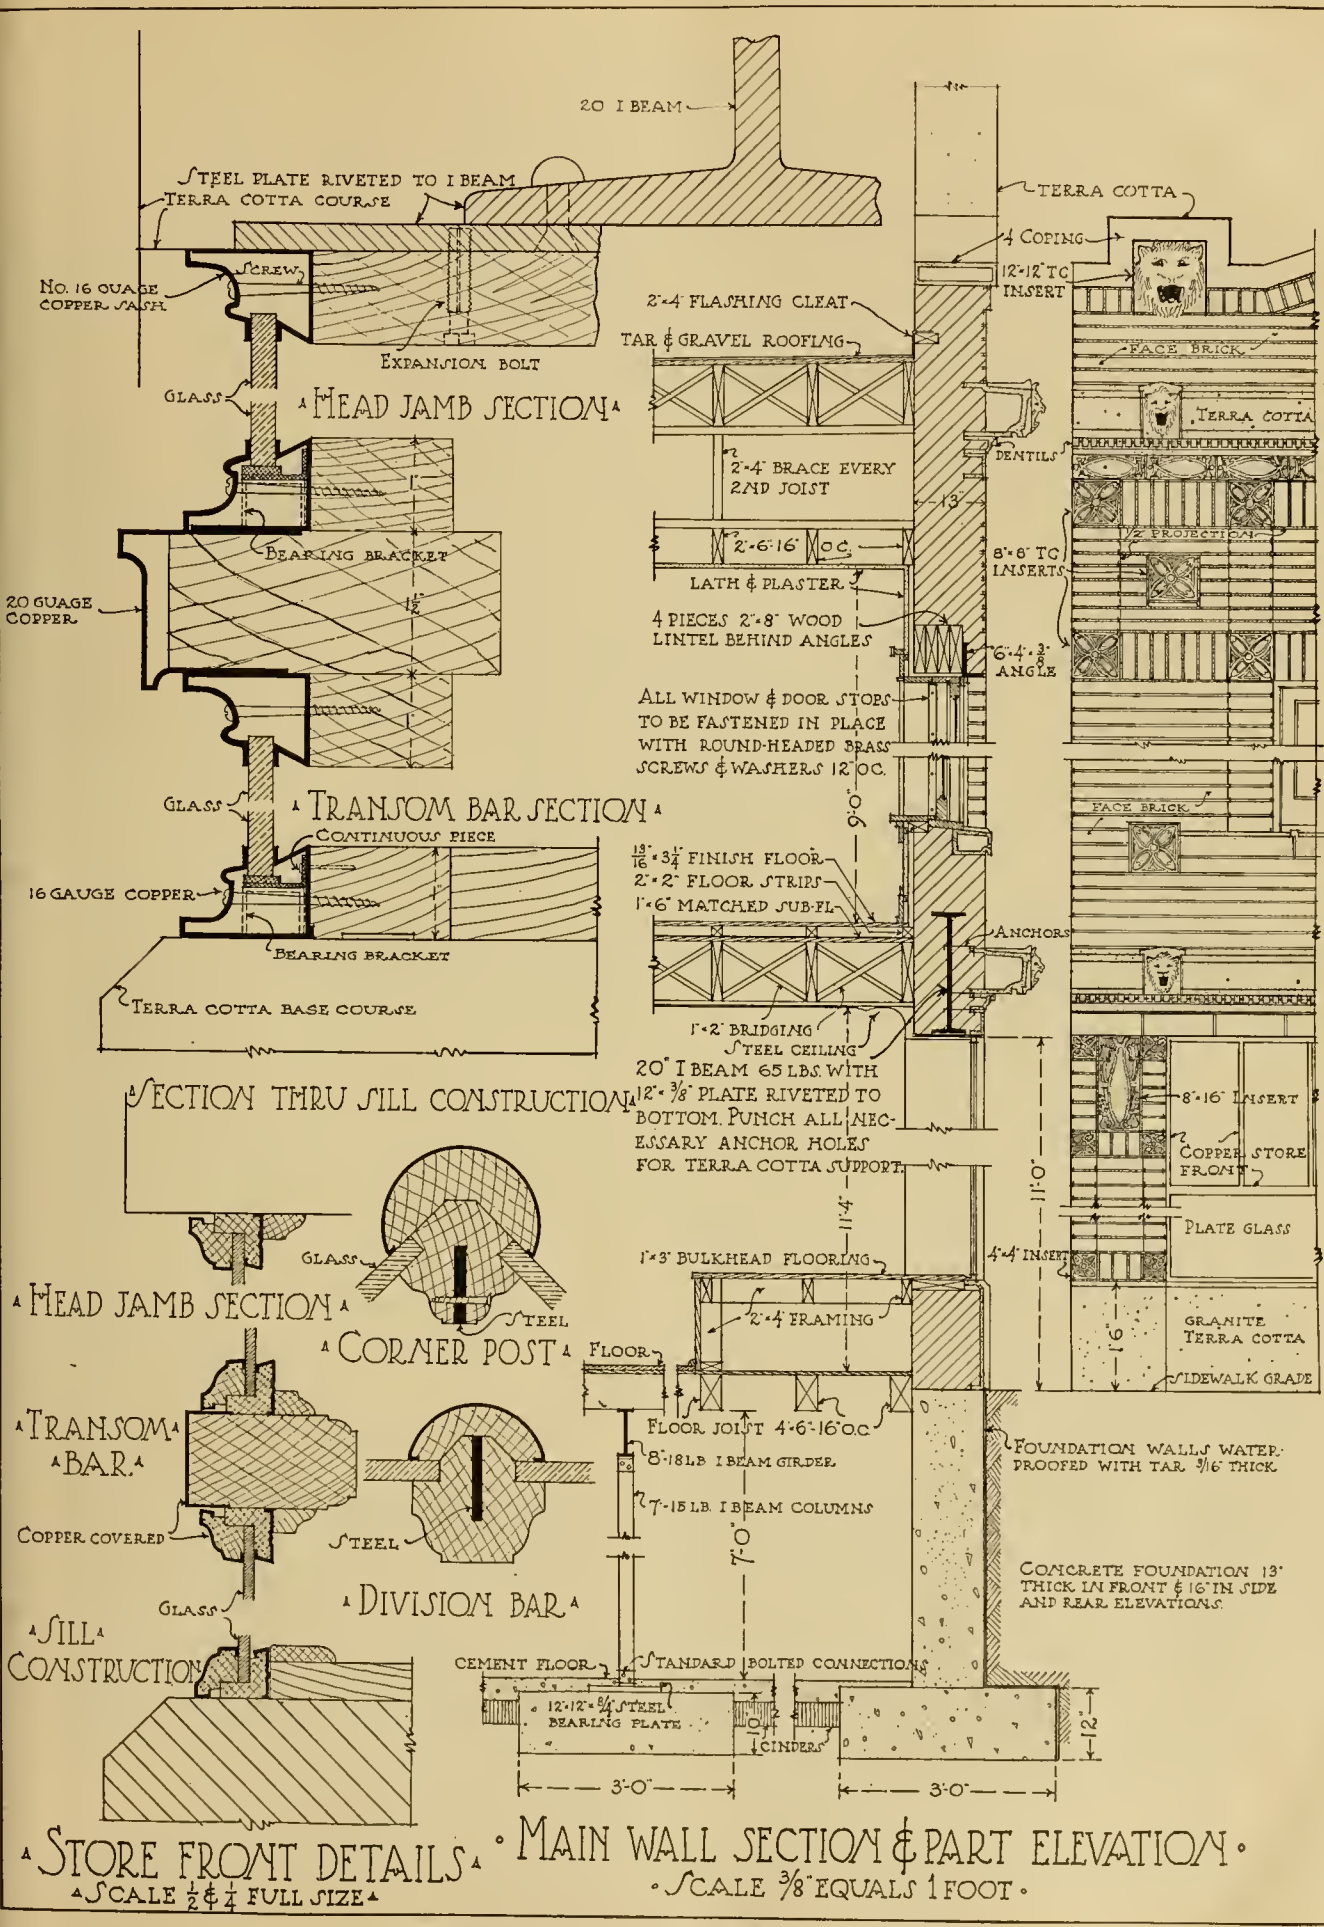 20 I BEAM
STEEL PLATE RIVETED TO I BEAM
TERRA COTTA COURSE
SCREW
NO. 16 GUAGE
COPPER SASH
EXPANSION BOLT
GLASS
HEAD JAMB SECTION
1"
BEARING BRACKET
20 GUAGE
COPPER
1½"
1"
GLASS
TRANSOM BAR SECTION
CONTINUOUS PIECE
16 GAUGE COPPER
1"
BEARING BRACKET
TERRA COTTA BASE COURSE
SECTION THRU SILL CONSTRUCTION
GLASS
HEAD JAMB SECTION
STEEL
CORNER POST
TRANSOM
BAR
COPPER COVERED
STEEL
DIVISION BAR
GLASS
SILL
CONSTRUCTION
STORE FRONT DETAILS
SCALE ½ & ¼ FULL SIZE
TERRA COTTA
4 COPING
12"×12" TC
INSERT
2"×4" FLASHING CLEAT
TAR & GRAVEL ROOFING
FACE BRICK
TERRA COTTA
DENTILS
2"×4" BRACE EVERY
2ND JOIST
13"
½" PROJECTION
2"×6"-16" O.C.
8"×8" TC
INSERTS
LATH & PLASTER
4 PIECES 2"×8" WOOD
LINTEL BEHIND ANGLES
6"×4"×⅜"
ANGLE
ALL WINDOW & DOOR STOPS
TO BE FASTENED IN PLACE
WITH ROUND-HEADED BRASS
SCREWS & WASHERS 12" OC.
9'-0"
FACE BRICK
13/16"×3¼" FINISH FLOOR
2"×2" FLOOR STRIPS
1"×6" MATCHED SUB-FL
ANCHORS
1"×2" BRIDGING
STEEL CEILING
20" I BEAM 65 LBS. WITH
12"×⅜" PLATE RIVETED TO
BOTTOM. PUNCH ALL NEC-
ESSARY ANCHOR HOLES
FOR TERRA COTTA SUPPORT.
8"×16" INSERT
COPPER STORE
FRONT
11'-0"
11'-4"
PLATE GLASS
1"×3" BULKHEAD FLOORING
4"×4" INSERT
2"×4" FRAMING
1'-6"
GRANITE
TERRA COTTA
FLOOR
SIDEWALK GRADE
FLOOR JOIST 4"×6"-16" O.C.
8"-18LB I BEAM GIRDER
FOUNDATION WALLS WATER-
PROOFED WITH TAR 3/16" THICK
7"-15 LB. I BEAM COLUMNS
7'-0"
CONCRETE FOUNDATION 13"
THICK IN FRONT & 16" IN SIDE
AND REAR ELEVATIONS.
CEMENT FLOOR
STANDARD BOLTED CONNECTIONS
12"×12"×¾" STEEL
BEARING PLATE
10"
CINDERS
12"
3'-0"
3'-0"
MAIN WALL SECTION & PART ELEVATION
SCALE ⅜" EQUALS 1 FOOT